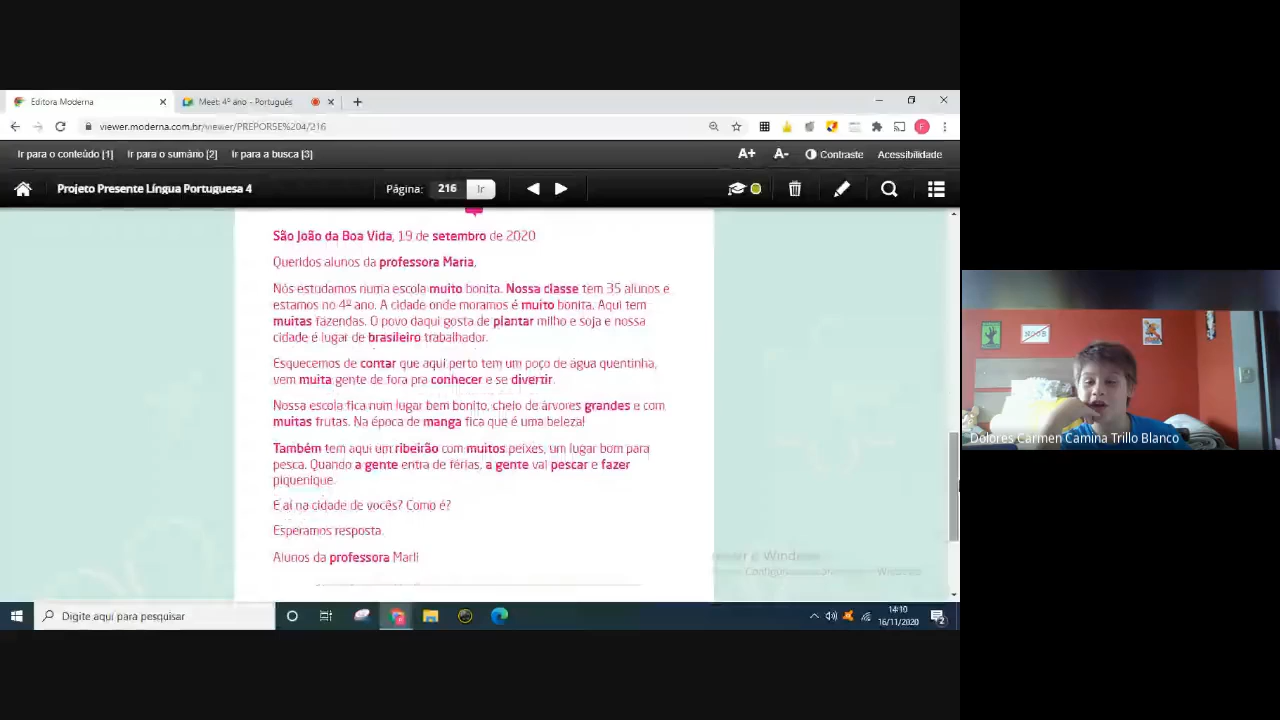 Editora Moderna
Meet: 4º ano - Português
viewer.moderna.com.br/viewer/PREPORSE%204/216
Ir para o conteúdo [1] Ir para o sumário [2] Ir para a busca [3]
A+ A- Contraste Acessibilidade
Projeto Presente Língua Portuguesa 4
Página: 216 Ir
São João da Boa Vida, 19 de setembro de 2020
Queridos alunos da professora Maria,
Nós estudamos numa escola muito bonita. Nossa classe tem 35 alunos e
estamos no 4º ano. A cidade onde moramos é muito bonita. Aqui tem
muitas fazendas. O povo daqui gosta de plantar milho e soja e nossa
cidade é lugar de brasileiro trabalhador.
Esquecemos de contar que aqui perto tem um poço de água quentinha,
vem muita gente de fora pra conhecer e se divertir.
Nossa escola fica num lugar bem bonito, cheio de árvores grandes e com
muitas frutas. Na época de manga fica que é uma beleza!
Também tem aqui um ribeirão com muitos peixes, um lugar bom para
pesca. Quando a gente entra de férias, a gente vai pescar e fazer
piquenique.
E aí na cidade de vocês? Como é?
Esperamos resposta.
Alunos da professora Marli
Windows
Windows
Digite aqui para pesquisar
14:10
16/11/2020
2
NOOB
Dolores Carmen Camina Trillo Blanco